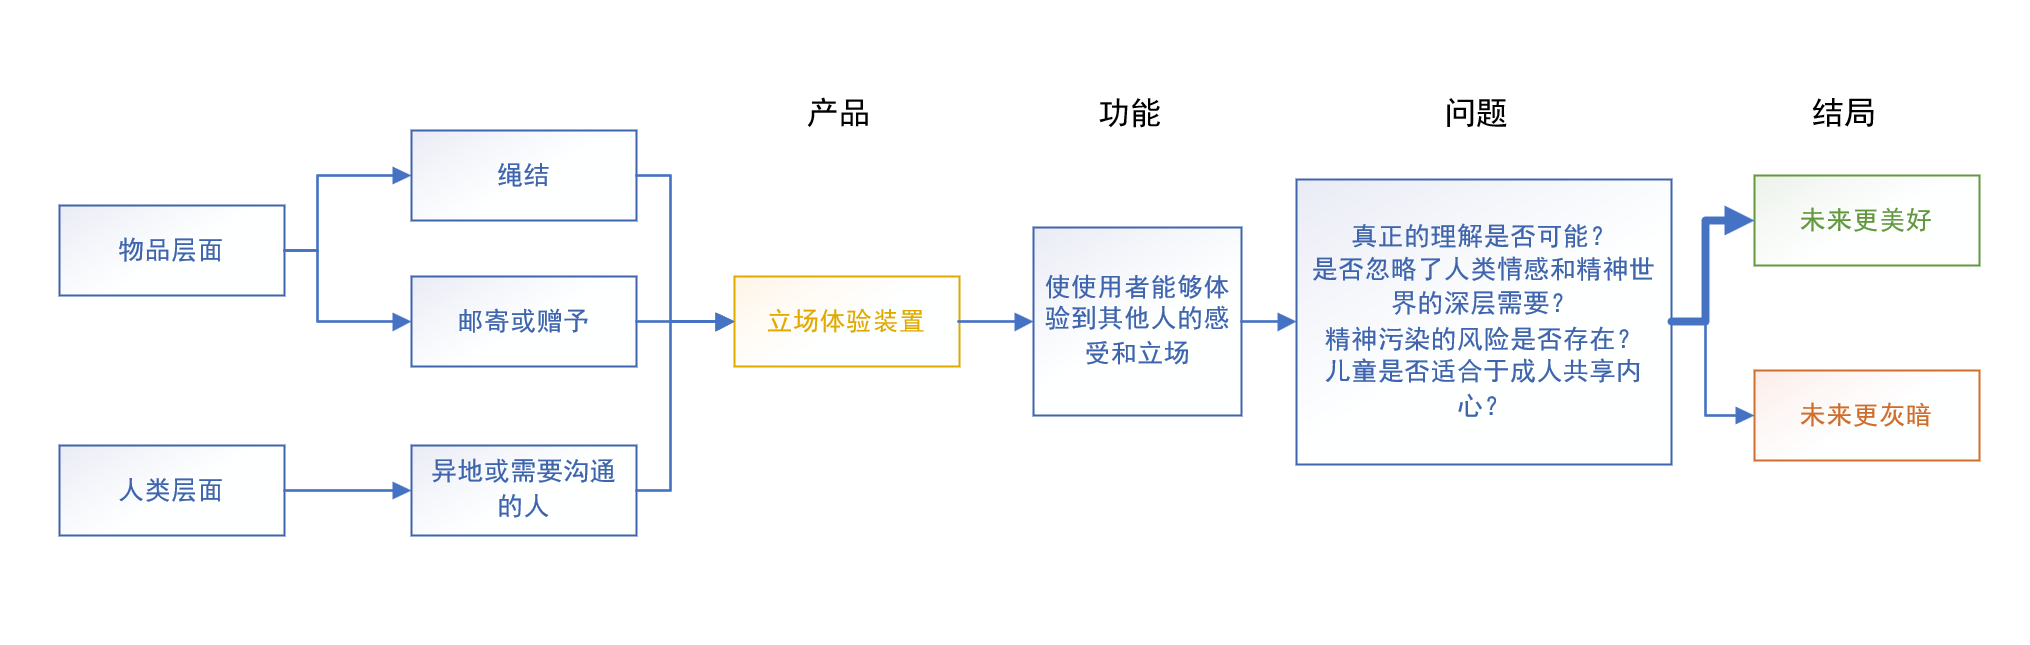 产品
功能
问题
结局
物品层面
绳结
邮寄或赠予
人类层面
异地或需要沟通
的人
立场体验装置
使使用者能够体
验到其他人的感
受和立场
真正的理解是否可能？
是否忽略了人类情感和精神世
界的深层需要？
精神污染的风险是否存在？
儿童是否适合于成人共享内
心？
未来更美好
未来更灰暗